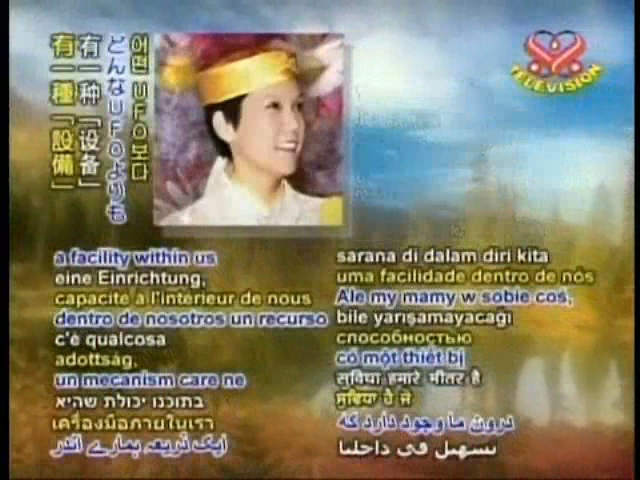 有一種「設備」
有一种「设备」
どんなUFOよりも
어떤 UFO보다
TELEVISION
a facility within us
eine Einrichtung,
capacité à l'intérieur de nous
dentro de nosotros un recurso
c'è qualcosa
adottság,
un mecanism care ne
בתוכנו יכולת שהיא
เครื่องมือภายในเรา
ایک ذریعہ ہمارے اندر
sarana di dalam diri kita
uma facilidade dentro de nós
Ale my mamy w sobie coś,
bile yarışamayacağı
способностью
có một thiết bị
सुविधा हमारे भीतर है
ਸੁਵਿਧਾ ਹੈ ਜੋ
درون ما وجود دارد که
تسهيل في داخلنا